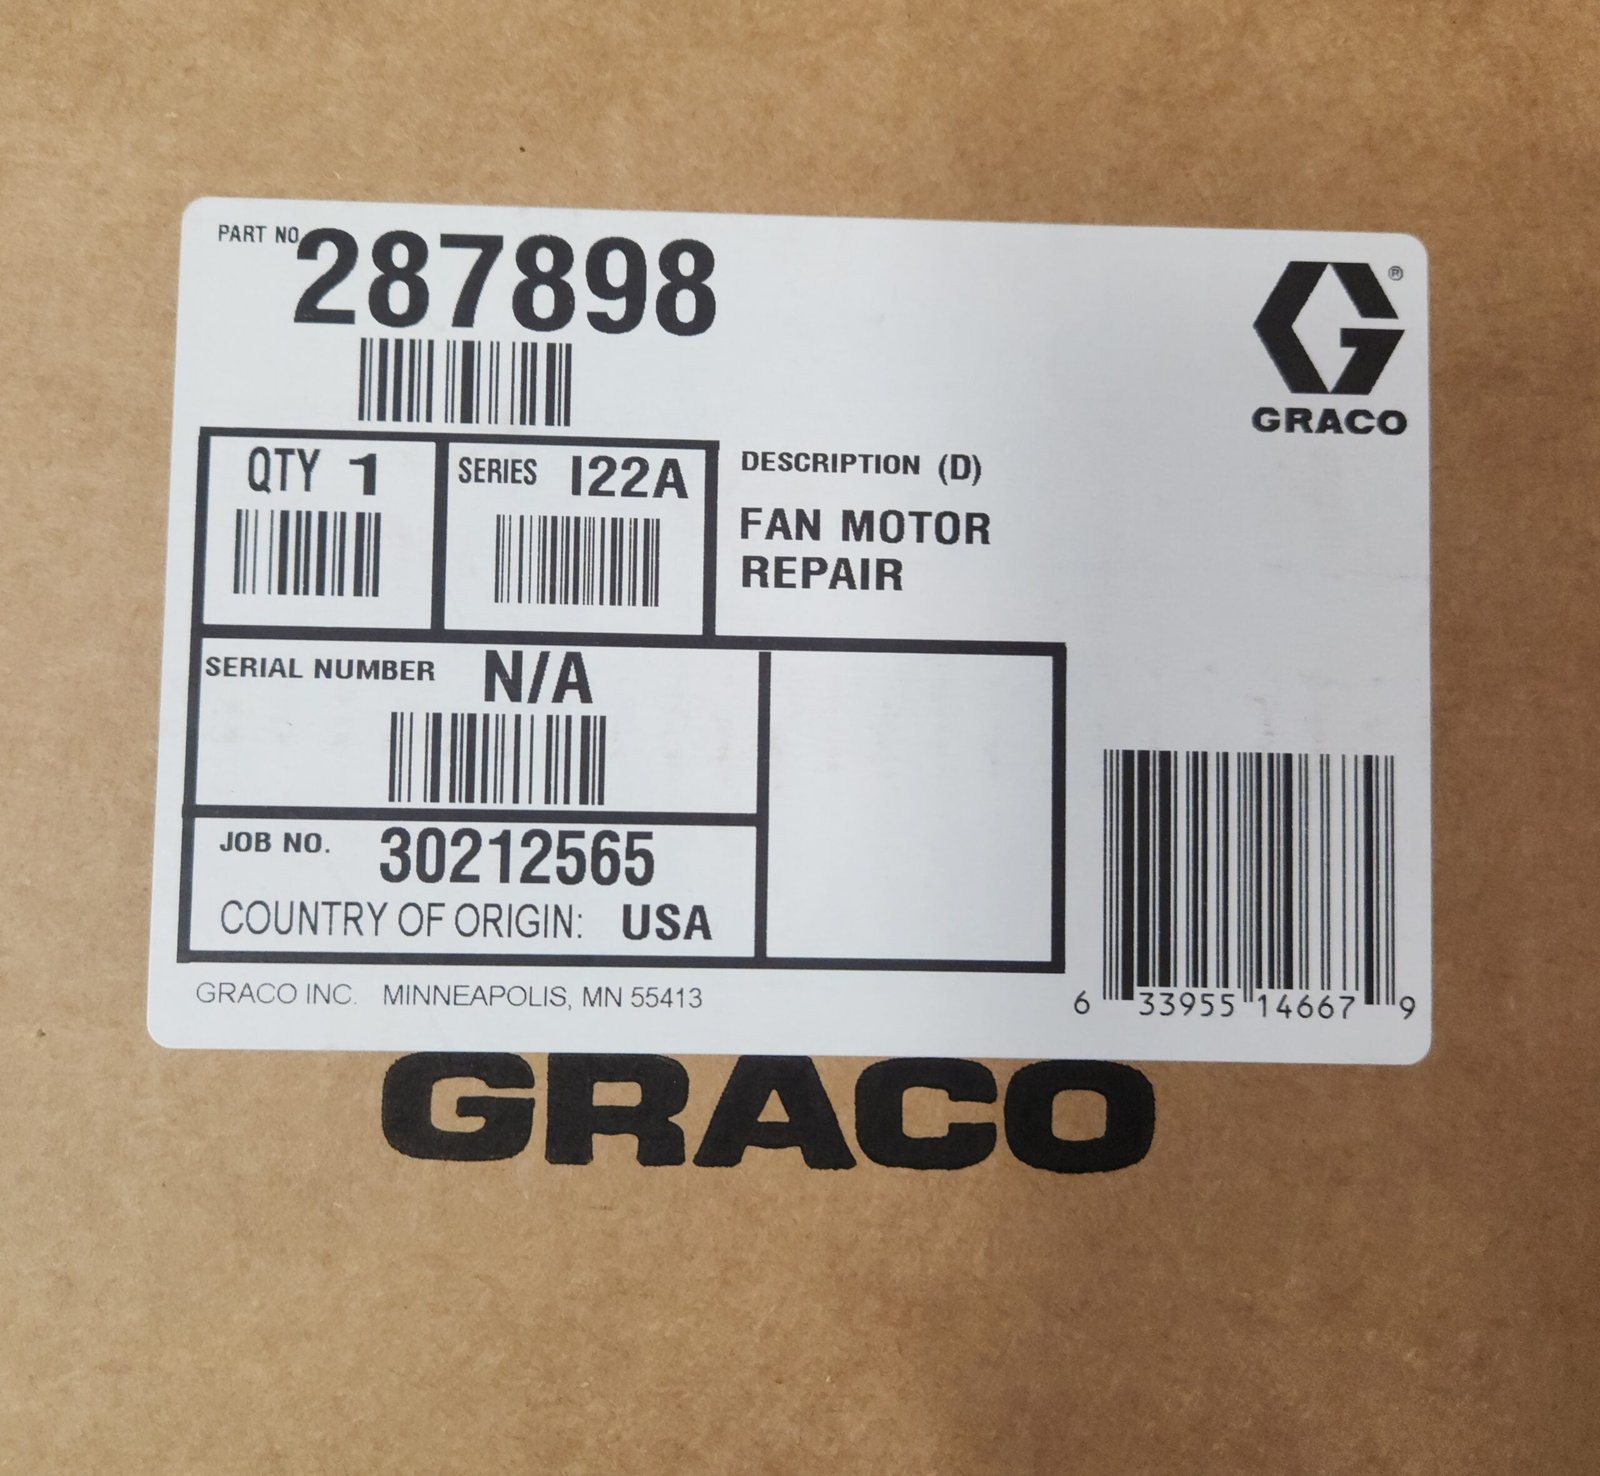 PART NO 287898
®
GRACO
QTY 1
SERIES I22A
DESCRIPTION (D)
FAN MOTOR
REPAIR
SERIAL NUMBER N/A
JOB NO. 30212565
COUNTRY OF ORIGIN: USA
GRACO INC. MINNEAPOLIS, MN 55413
6 33955 14667 9
GRACO